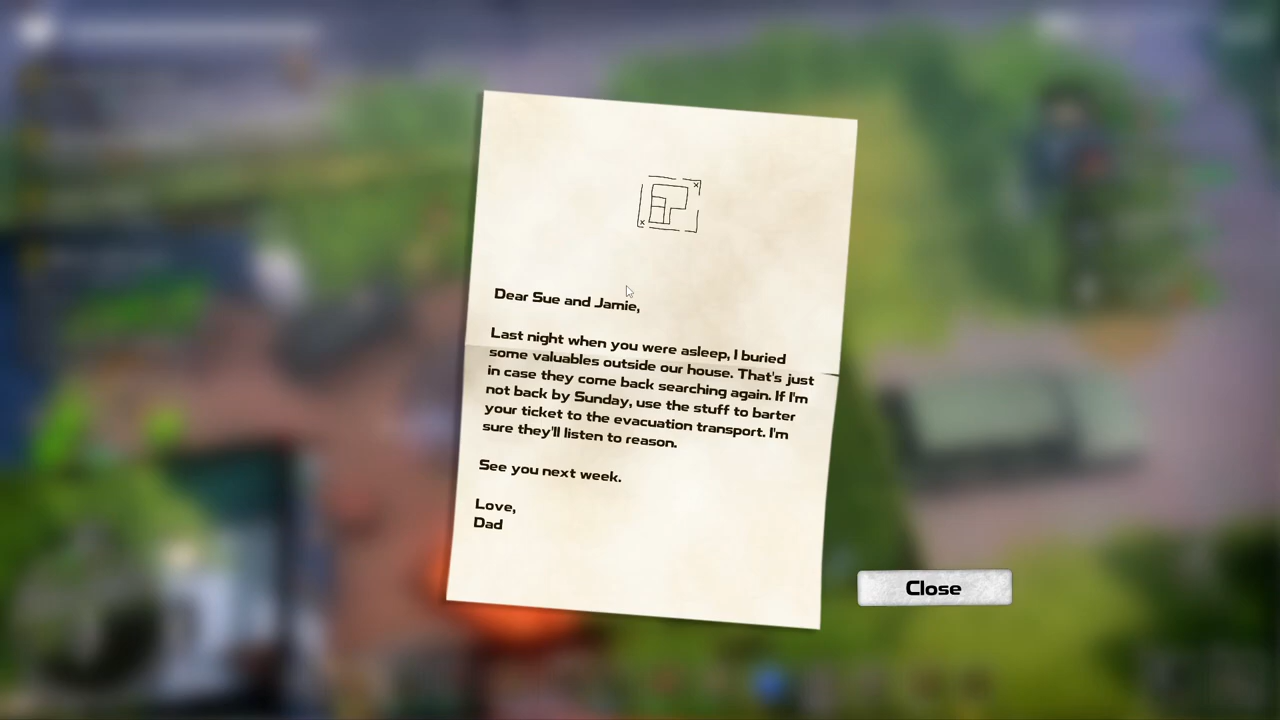 Dear Sue and Jamie,
Last night when you were asleep, I buried
some valuables outside our house. That's just
in case they come back searching again. If I'm
not back by Sunday, use the stuff to barter
your ticket to the evacuation transport. I'm
sure they'll listen to reason.
See you next week.
Love,
Dad
Close